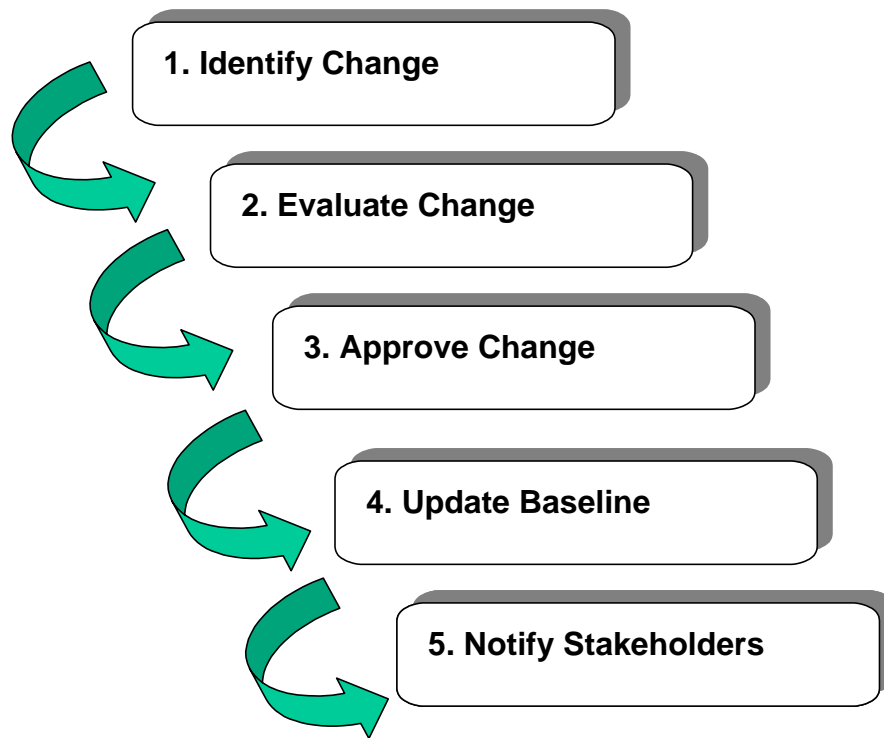 1. Identify Change
2. Evaluate Change
3. Approve Change
4. Update Baseline
5. Notify Stakeholders